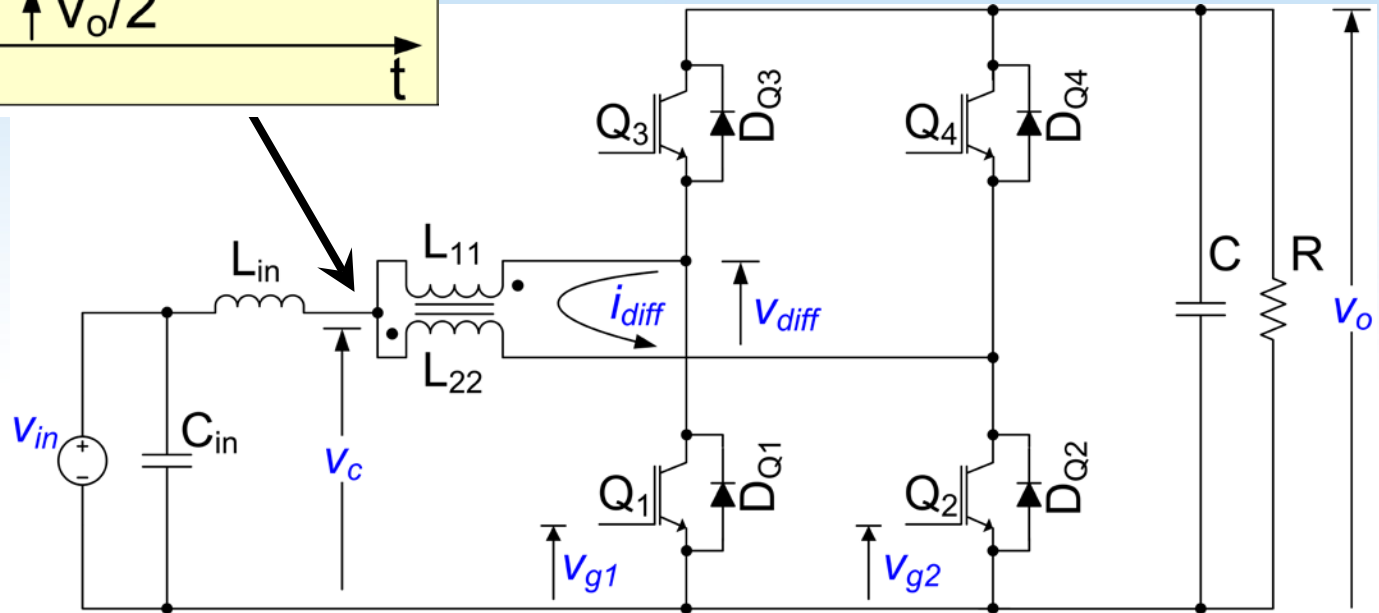 Vo/2
t
Q3
DQ3
Q4
DQ4
Lin
L11
idiff
vdiff
C
R
vo
L22
vin
+
−
Cin
vc
Q1
DQ1
Q2
DQ2
vg1
vg2